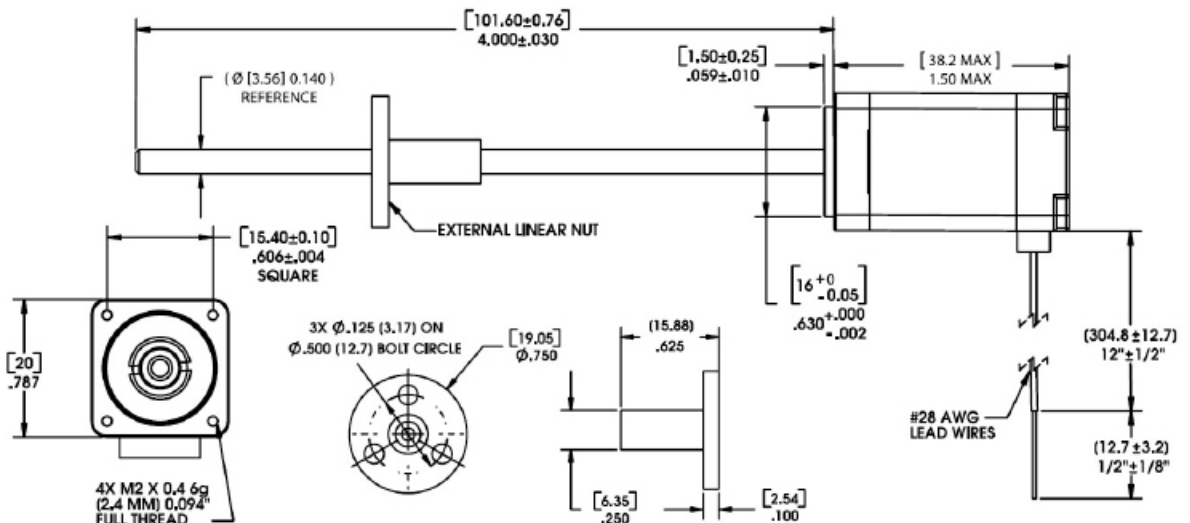 [101.60±0.76]
4.000±.030
[1.50±0.25]
.059±.010
[ 38.2 MAX ]
1.50 MAX
( Ø [3.56] 0.140 )
REFERENCE
EXTERNAL LINEAR NUT
[15.40±0.10]
.606±.004
SQUARE
[16 +0 -0.05]
.630 +.000 -.002
[20]
.787
3X Ø.125 (3.17) ON
Ø.500 (12.7) BOLT CIRCLE
[19.05]
Ø.750
(15.88)
.625
(304.8 ±12.7)
12"±1/2"
#28 AWG
LEAD WIRES
(12.7 ±3.2)
1/2"±1/8"
4X M2 X 0.4 6g
(2.4 MM) 0.094"
FULL THREAD
[6.35]
.250
[2.54]
.100